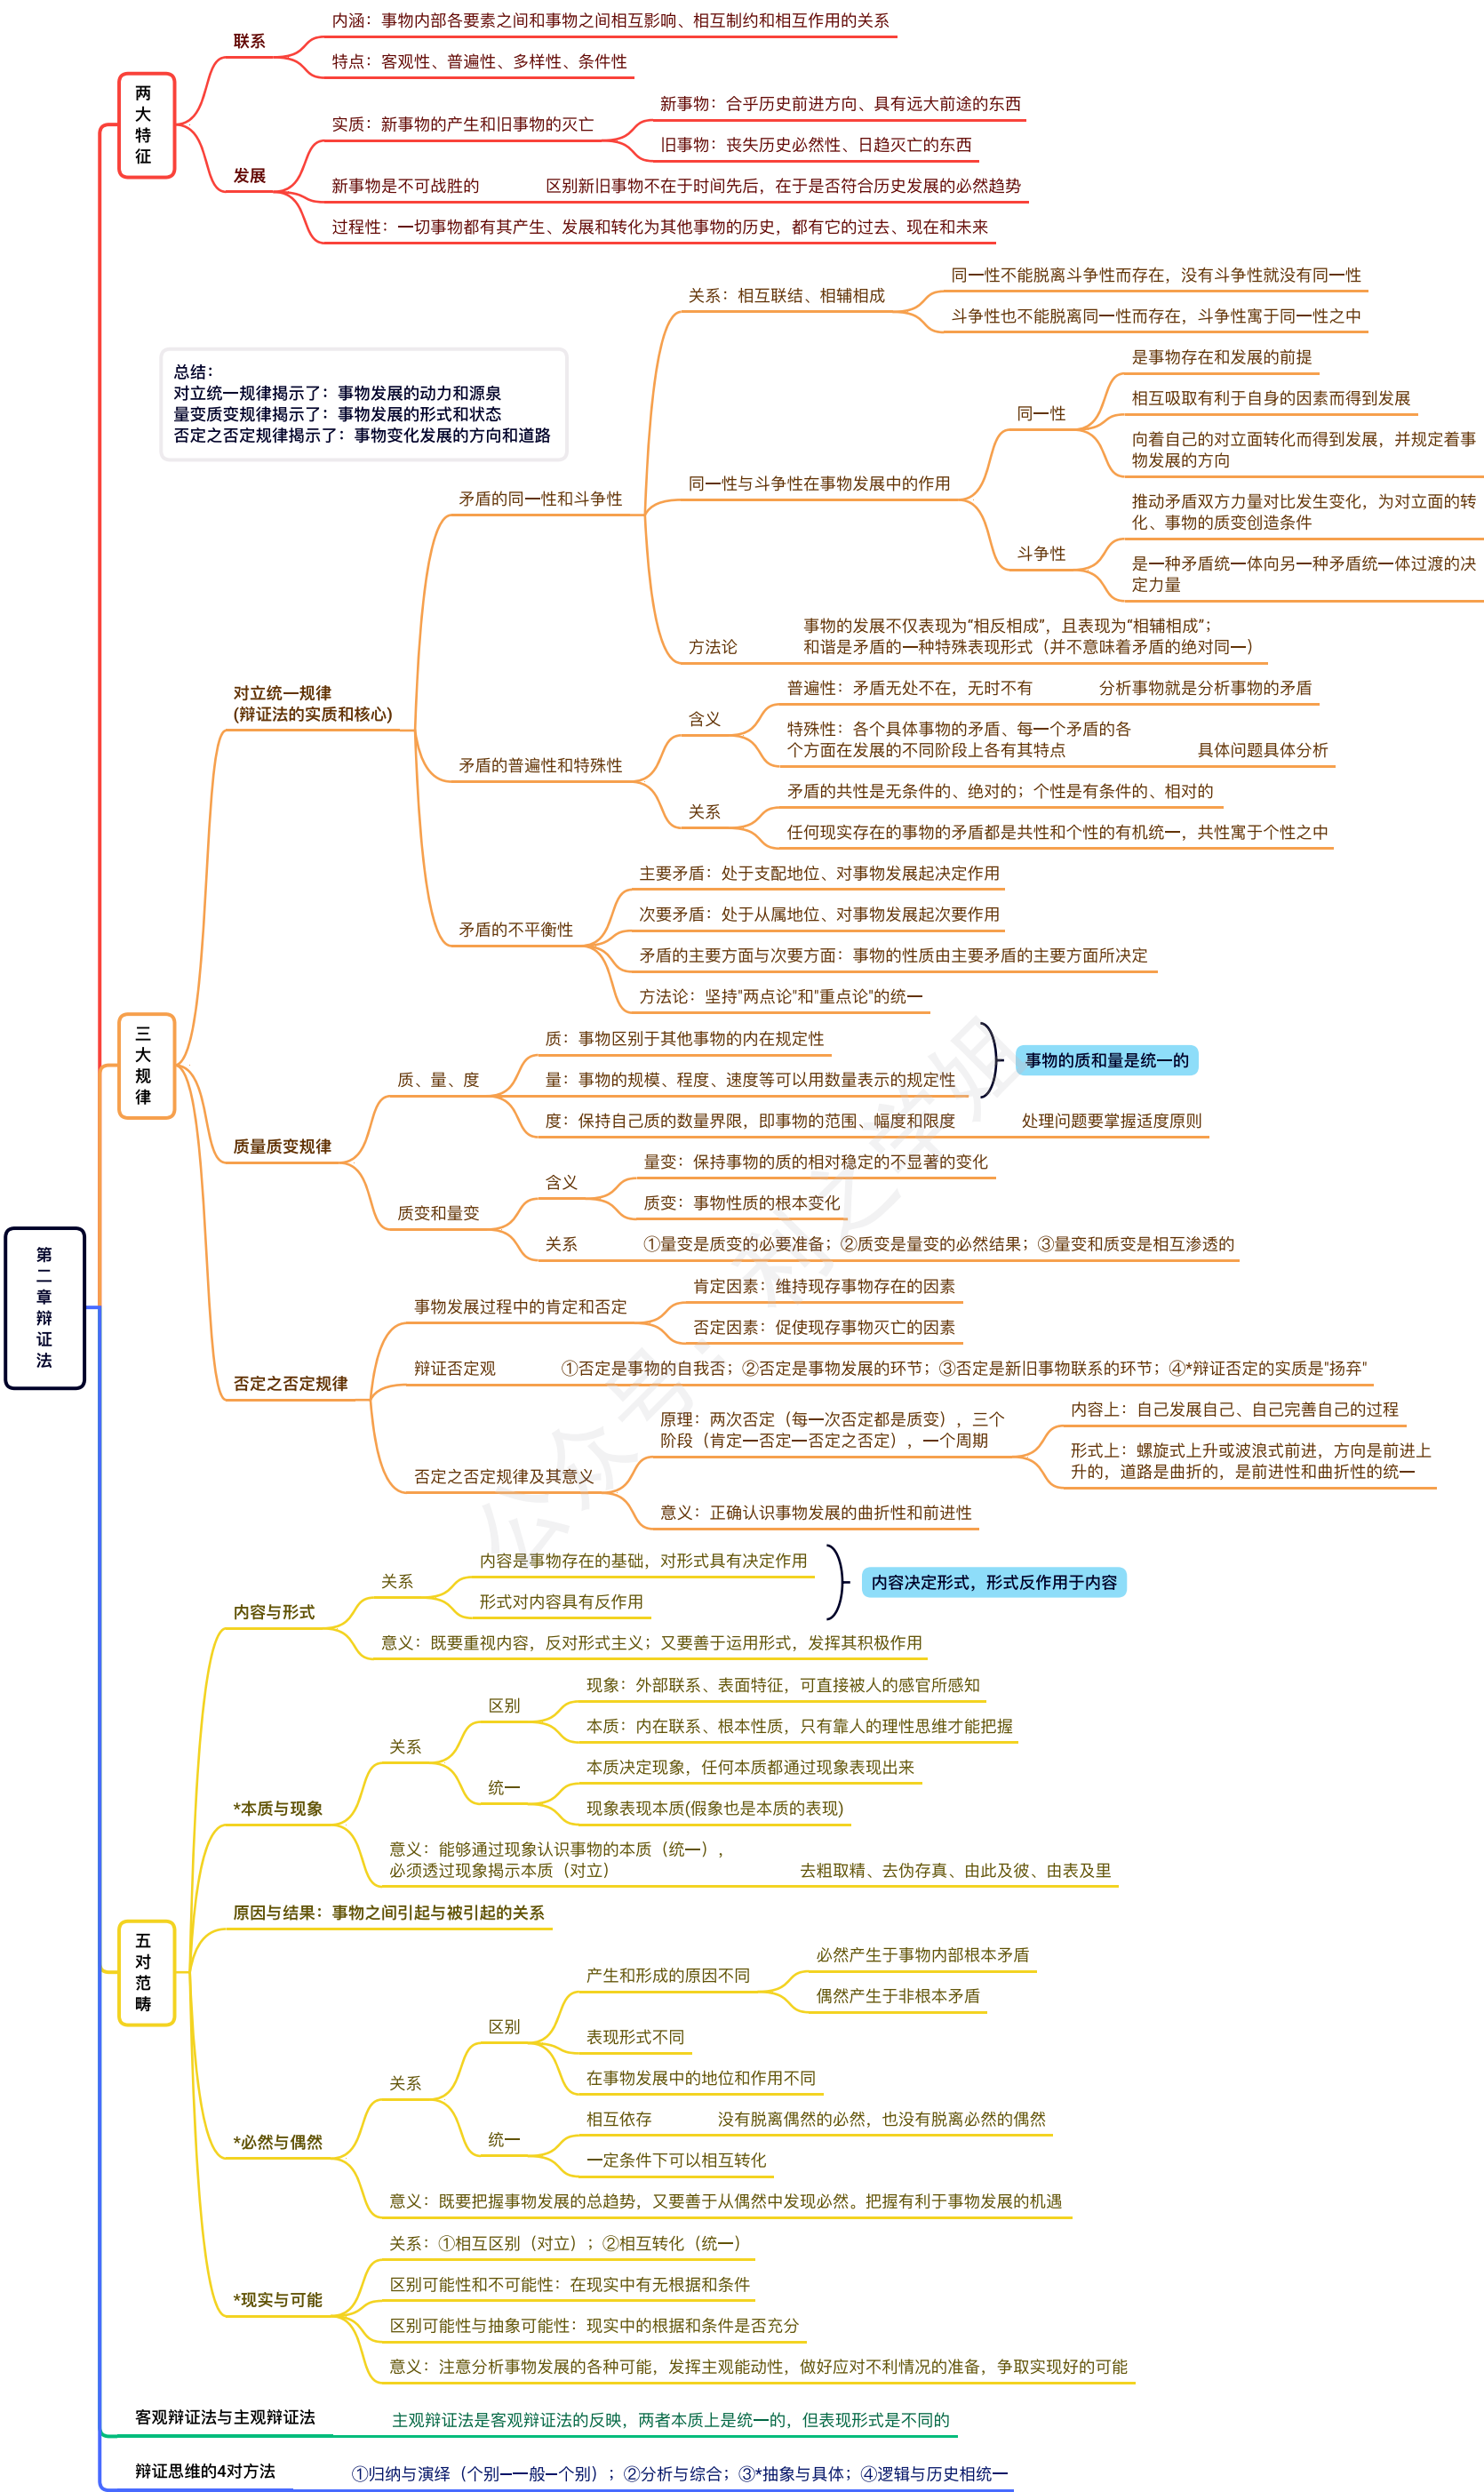 第二章辩证法
两大特征
联系
内涵：事物内部各要素之间和事物之间相互影响、相互制约和相互作用的关系
特点：客观性、普遍性、多样性、条件性
发展
实质：新事物的产生和旧事物的灭亡
新事物：合乎历史前进方向、具有远大前途的东西
旧事物：丧失历史必然性、日趋灭亡的东西
新事物是不可战胜的
区别新旧事物不在于时间先后，在于是否符合历史发展的必然趋势
过程性：一切事物都有其产生、发展和转化为其他事物的历史，都有它的过去、现在和未来
总结：
对立统一规律揭示了：事物发展的动力和源泉
量变质变规律揭示了：事物发展的形式和状态
否定之否定规律揭示了：事物变化发展的方向和道路
三大规律
对立统一规律
(辩证法的实质和核心)
矛盾的同一性和斗争性
关系：相互联结、相辅相成
同一性不能脱离斗争性而存在，没有斗争性就没有同一性
斗争性也不能脱离同一性而存在，斗争性寓于同一性之中
同一性与斗争性在事物发展中的作用
同一性
是事物存在和发展的前提
相互吸取有利于自身的因素而得到发展
向着自己的对立面转化而得到发展，并规定着事
物发展的方向
斗争性
推动矛盾双方力量对比发生变化，为对立面的转
化、事物的质变创造条件
是一种矛盾统一体向另一种矛盾统一体过渡的决
定力量
方法论
事物的发展不仅表现为“相反相成”，且表现为“相辅相成”；
和谐是矛盾的一种特殊表现形式（并不意味着矛盾的绝对同一）
矛盾的普遍性和特殊性
含义
普遍性：矛盾无处不在，无时不有
分析事物就是分析事物的矛盾
特殊性：各个具体事物的矛盾、每一个矛盾的各
个方面在发展的不同阶段上各有其特点
具体问题具体分析
关系
矛盾的共性是无条件的、绝对的；个性是有条件的、相对的
任何现实存在的事物的矛盾都是共性和个性的有机统一，共性寓于个性之中
矛盾的不平衡性
主要矛盾：处于支配地位、对事物发展起决定作用
次要矛盾：处于从属地位、对事物发展起次要作用
矛盾的主要方面与次要方面：事物的性质由主要矛盾的主要方面所决定
方法论：坚持"两点论"和"重点论"的统一
质量质变规律
质、量、度
质：事物区别于其他事物的内在规定性
量：事物的规模、程度、速度等可以用数量表示的规定性
事物的质和量是统一的
度：保持自己质的数量界限，即事物的范围、幅度和限度
处理问题要掌握适度原则
质变和量变
含义
量变：保持事物的质的相对稳定的不显著的变化
质变：事物性质的根本变化
关系
①量变是质变的必要准备；②质变是量变的必然结果；③量变和质变是相互渗透的
否定之否定规律
事物发展过程中的肯定和否定
肯定因素：维持现存事物存在的因素
否定因素：促使现存事物灭亡的因素
辩证否定观
①否定是事物的自我否；②否定是事物发展的环节；③否定是新旧事物联系的环节；④*辩证否定的实质是"扬弃"
否定之否定规律及其意义
原理：两次否定（每一次否定都是质变），三个
阶段（肯定—否定—否定之否定），一个周期
内容上：自己发展自己、自己完善自己的过程
形式上：螺旋式上升或波浪式前进，方向是前进上
升的，道路是曲折的，是前进性和曲折性的统一
意义：正确认识事物发展的曲折性和前进性
公众号：利之学姐
五对范畴
内容与形式
关系
内容是事物存在的基础，对形式具有决定作用
形式对内容具有反作用
内容决定形式，形式反作用于内容
意义：既要重视内容，反对形式主义；又要善于运用形式，发挥其积极作用
*本质与现象
关系
区别
现象：外部联系、表面特征，可直接被人的感官所感知
本质：内在联系、根本性质，只有靠人的理性思维才能把握
统一
本质决定现象，任何本质都通过现象表现出来
现象表现本质(假象也是本质的表现)
意义：能够通过现象认识事物的本质（统一），
必须透过现象揭示本质（对立）
去粗取精、去伪存真、由此及彼、由表及里
原因与结果：事物之间引起与被引起的关系
*必然与偶然
关系
区别
产生和形成的原因不同
必然产生于事物内部根本矛盾
偶然产生于非根本矛盾
表现形式不同
在事物发展中的地位和作用不同
统一
相互依存
没有脱离偶然的必然，也没有脱离必然的偶然
一定条件下可以相互转化
意义：既要把握事物发展的总趋势，又要善于从偶然中发现必然。把握有利于事物发展的机遇
*现实与可能
关系：①相互区别（对立）；②相互转化（统一）
区别可能性和不可能性：在现实中有无根据和条件
区别可能性与抽象可能性：现实中的根据和条件是否充分
意义：注意分析事物发展的各种可能，发挥主观能动性，做好应对不利情况的准备，争取实现好的可能
客观辩证法与主观辩证法
主观辩证法是客观辩证法的反映，两者本质上是统一的，但表现形式是不同的
辩证思维的4对方法
①归纳与演绎（个别—一般—个别）；②分析与综合；③*抽象与具体；④逻辑与历史相统一